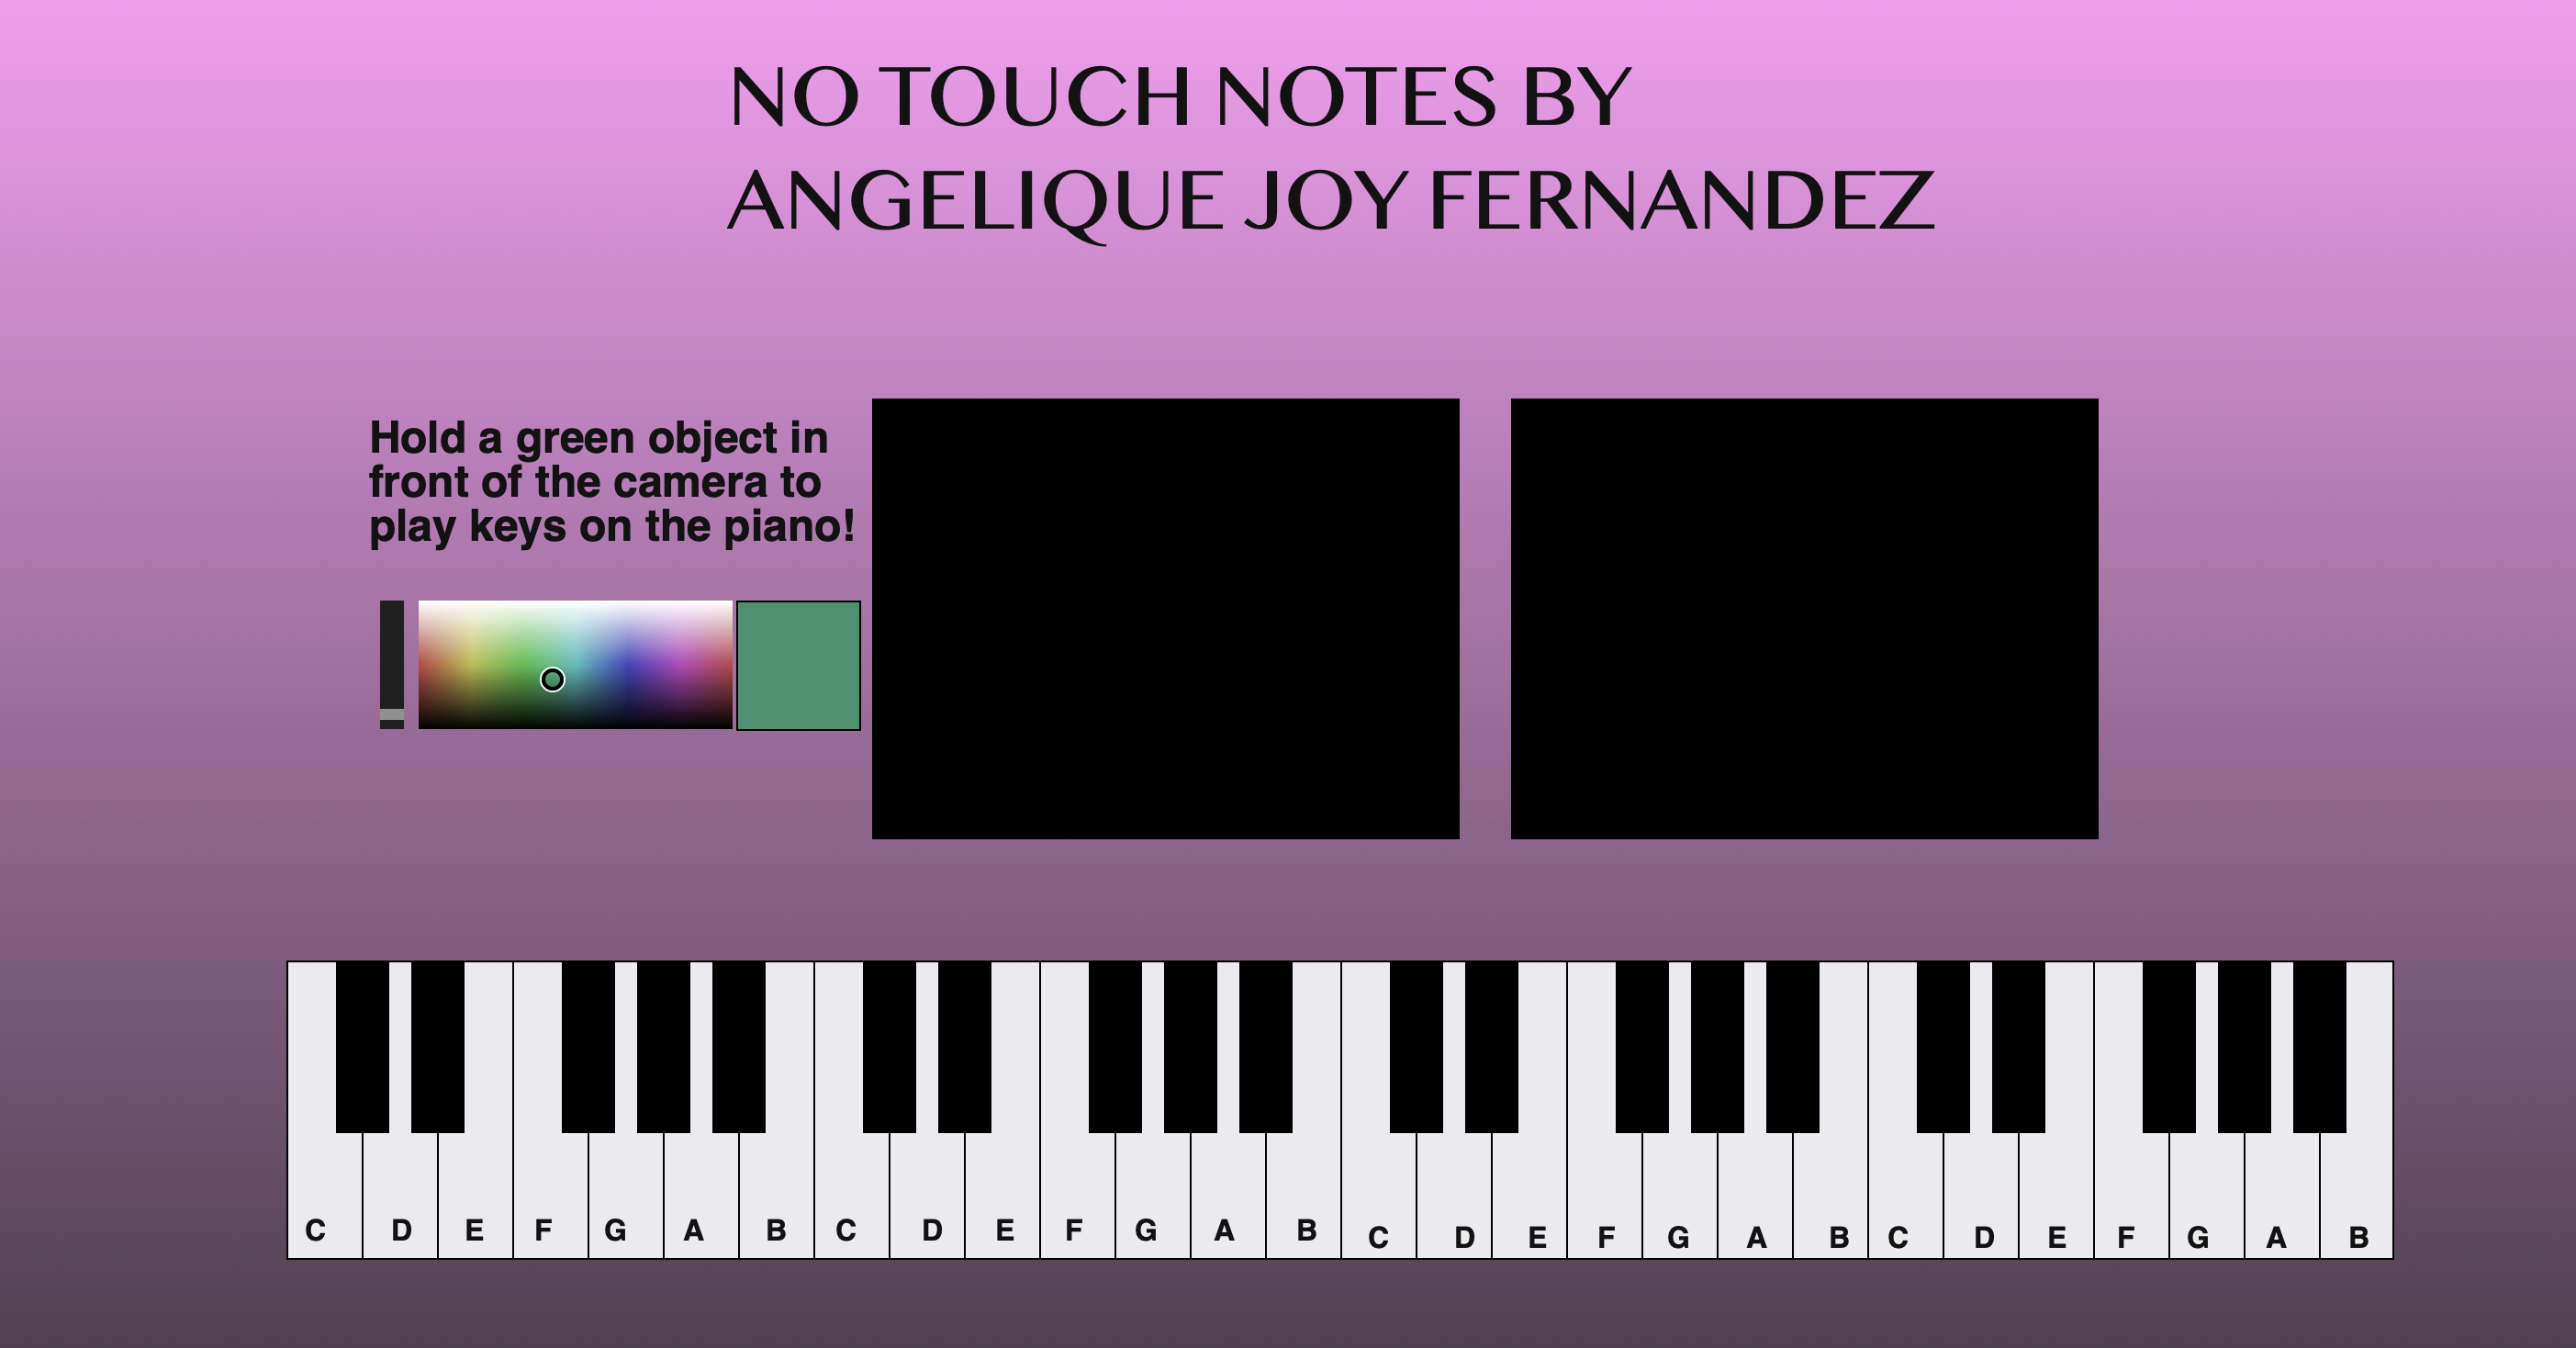 NO TOUCH NOTES BY
ANGELIQUE JOY FERNANDEZ
Hold a green object in
front of the camera to
play keys on the piano!
C D E F G A B C D E F G A B C D E F G A B C D E F G A B